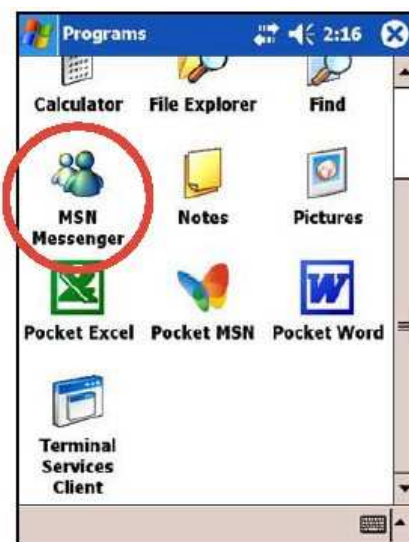 Programs 2:16
Calculator File Explorer Find
MSN
Messenger
Notes Pictures
Pocket Excel Pocket MSN Pocket Word
Terminal
Services
Client